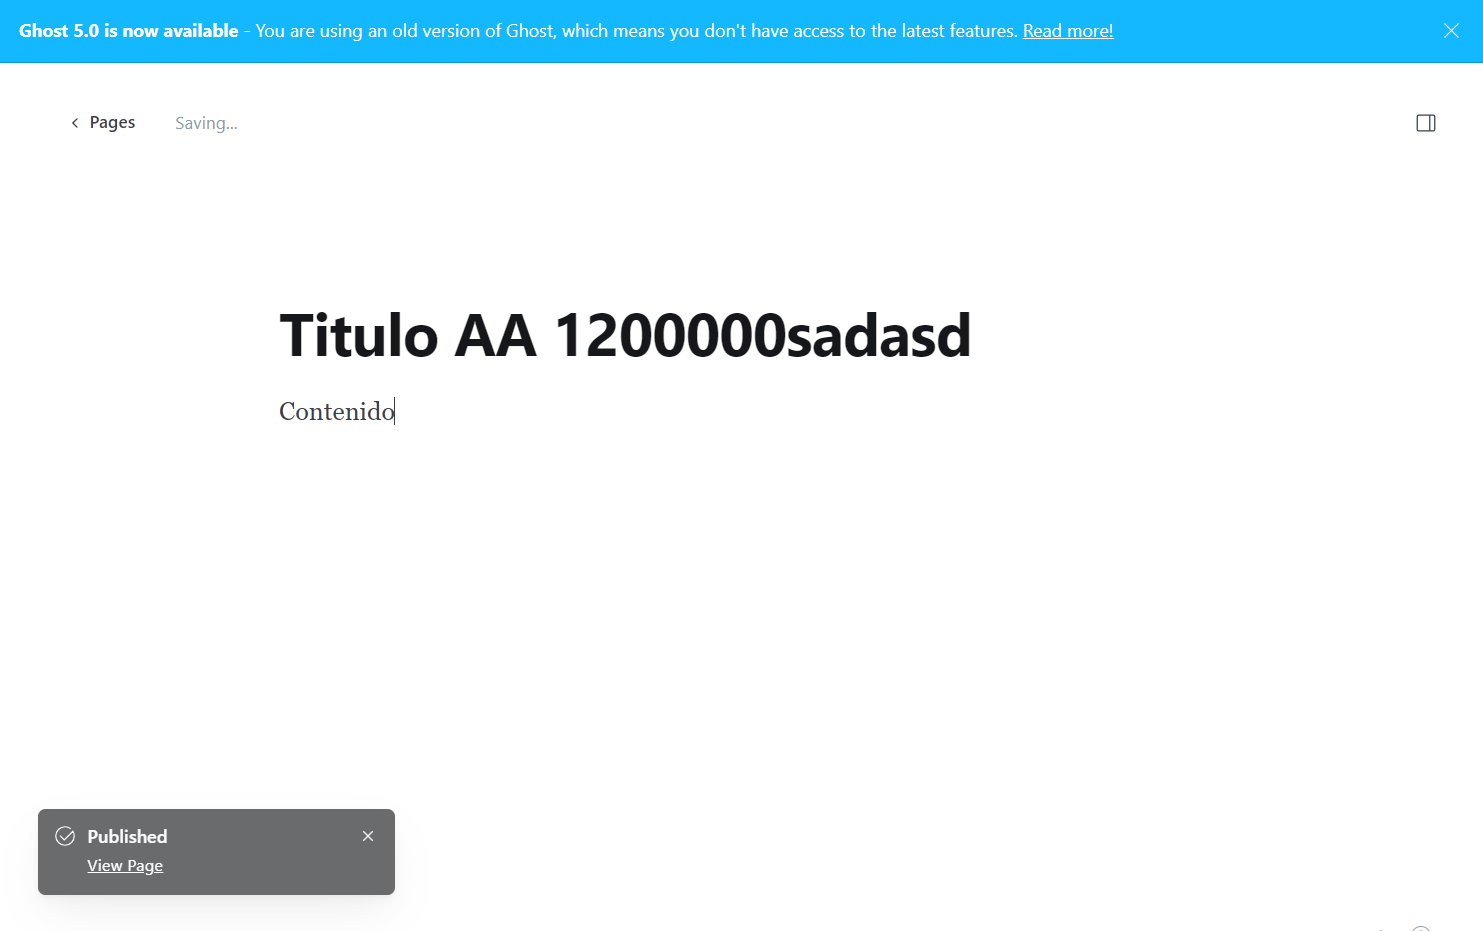 Ghost 5.0 is now available - You are using an old version of Ghost, which means you don't have access to the latest features. Read more!
Pages Saving...
Titulo AA 1200000sadasd
Contenido
Published
View Page